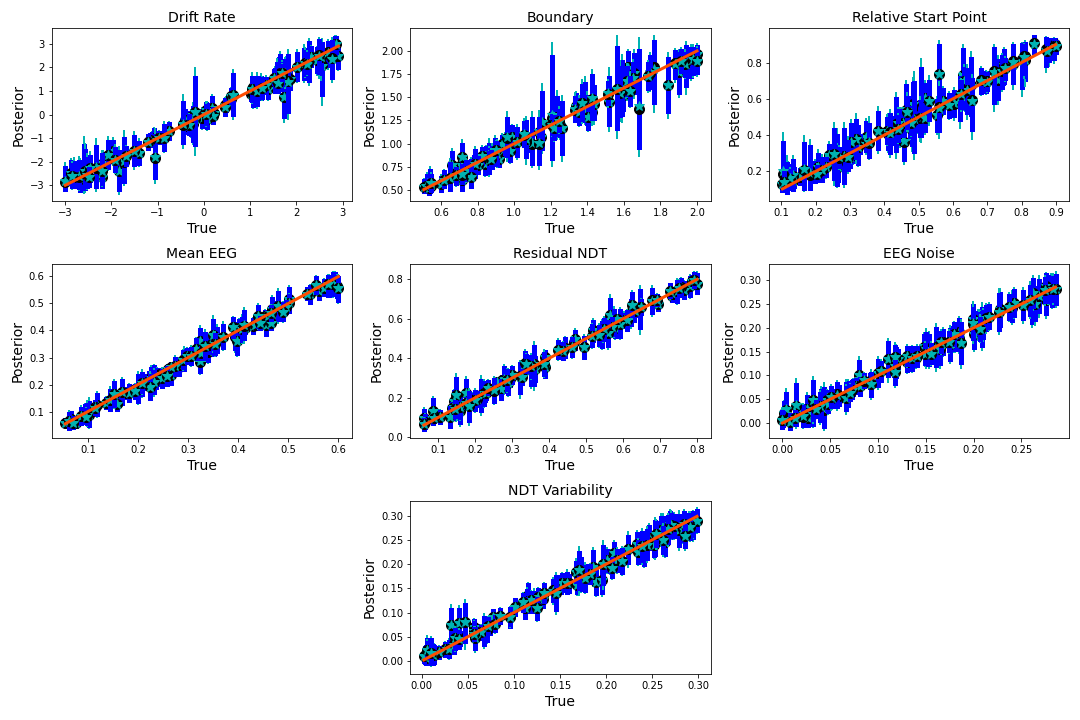 Drift Rate
Posterior
3
2
1
0
−1
−2
−3
−3 −2 −1 0 1 2 3
True
Boundary
Posterior
2.00
1.75
1.50
1.25
1.00
0.75
0.50
0.6 0.8 1.0 1.2 1.4 1.6 1.8 2.0
True
Relative Start Point
Posterior
0.8
0.6
0.4
0.2
0.1 0.2 0.3 0.4 0.5 0.6 0.7 0.8 0.9
True
Mean EEG
Posterior
0.6
0.5
0.4
0.3
0.2
0.1
0.1 0.2 0.3 0.4 0.5 0.6
True
Residual NDT
Posterior
0.8
0.6
0.4
0.2
0.0
0.1 0.2 0.3 0.4 0.5 0.6 0.7 0.8
True
EEG Noise
Posterior
0.30
0.25
0.20
0.15
0.10
0.05
0.00
0.00 0.05 0.10 0.15 0.20 0.25
True
NDT Variability
Posterior
0.30
0.25
0.20
0.15
0.10
0.05
0.00
0.00 0.05 0.10 0.15 0.20 0.25 0.30
True